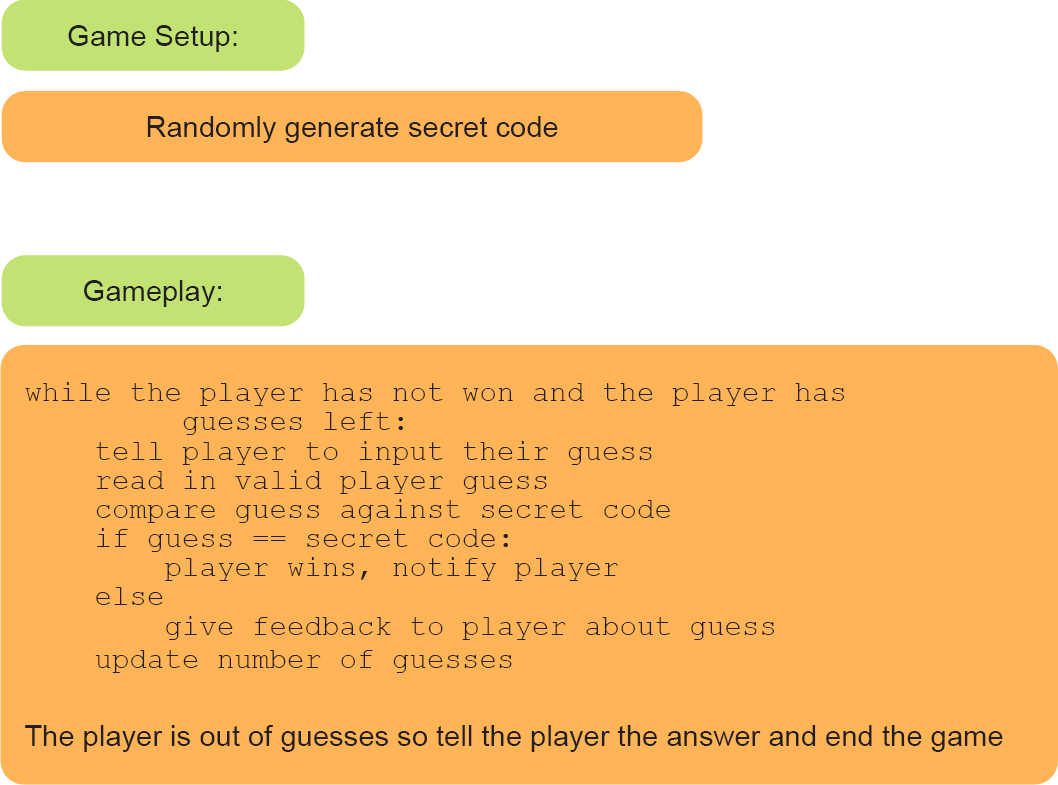 Game Setup:
Randomly generate secret code
Gameplay:
while the player has not won and the player has
guesses left:
tell player to input their guess
read in valid player guess
compare guess against secret code
if guess == secret code:
player wins, notify player
else
give feedback to player about guess
update number of guesses
The player is out of guesses so tell the player the answer and end the game